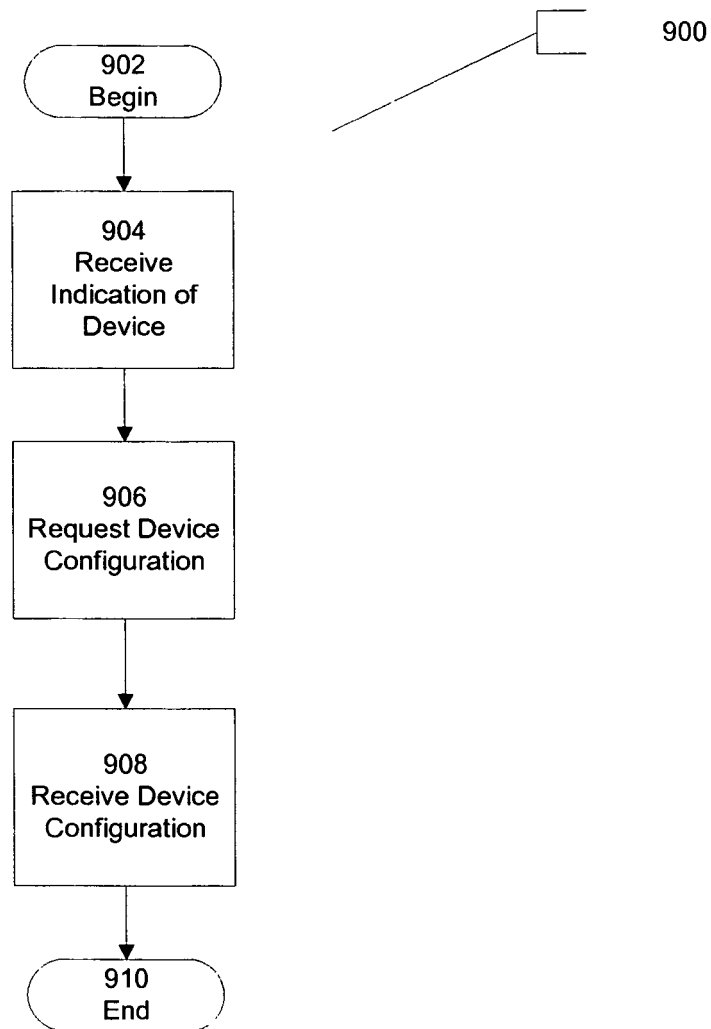 900
902
Begin
904
Receive
Indication of
Device
906
Request Device
Configuration
908
Receive Device
Configuration
910
End